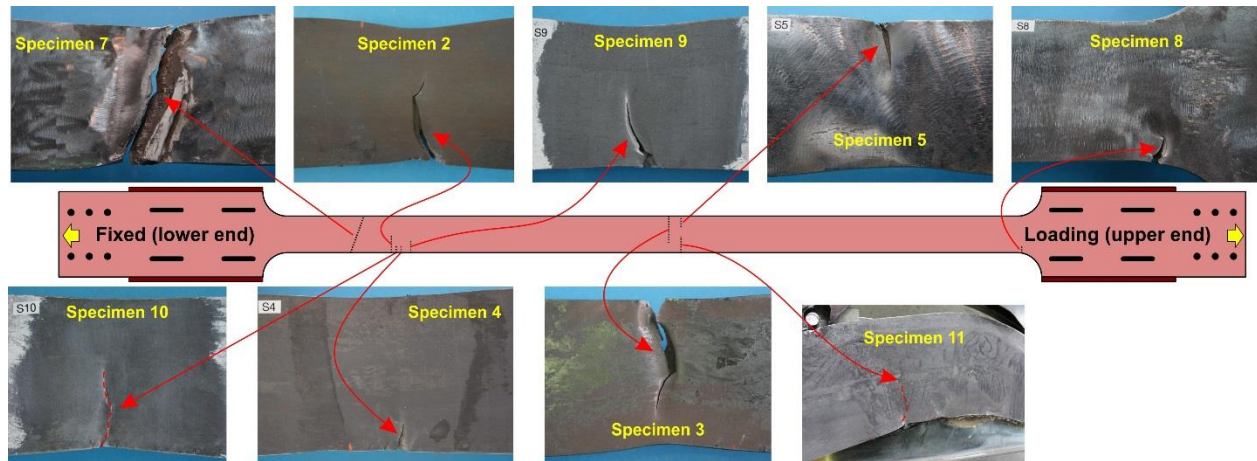 Specimen 7
Specimen 2
S9
Specimen 9
S5
Specimen 5
S8
Specimen 8
Fixed (lower end)
Loading (upper end)
S10
Specimen 10
S4
Specimen 4
Specimen 3
Specimen 11